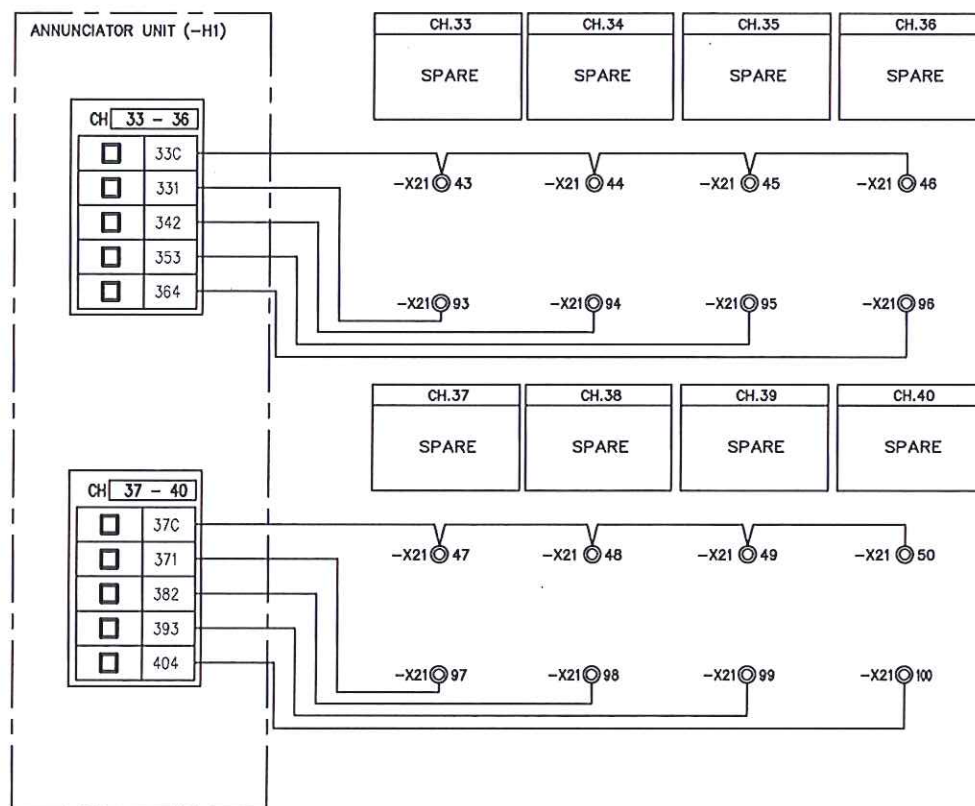 ANNUNCIATOR UNIT (-H1)
CH.33 CH.34 CH.35 CH.36
SPARE SPARE SPARE SPARE
CH 33 - 36
33C
331
342
353
364
-X21 43 -X21 44 -X21 45 -X21 46
-X21 93 -X21 94 -X21 95 -X21 96
CH.37 CH.38 CH.39 CH.40
SPARE SPARE SPARE SPARE
CH 37 - 40
37C
371
382
393
404
-X21 47 -X21 48 -X21 49 -X21 50
-X21 97 -X21 98 -X21 99 -X21 100